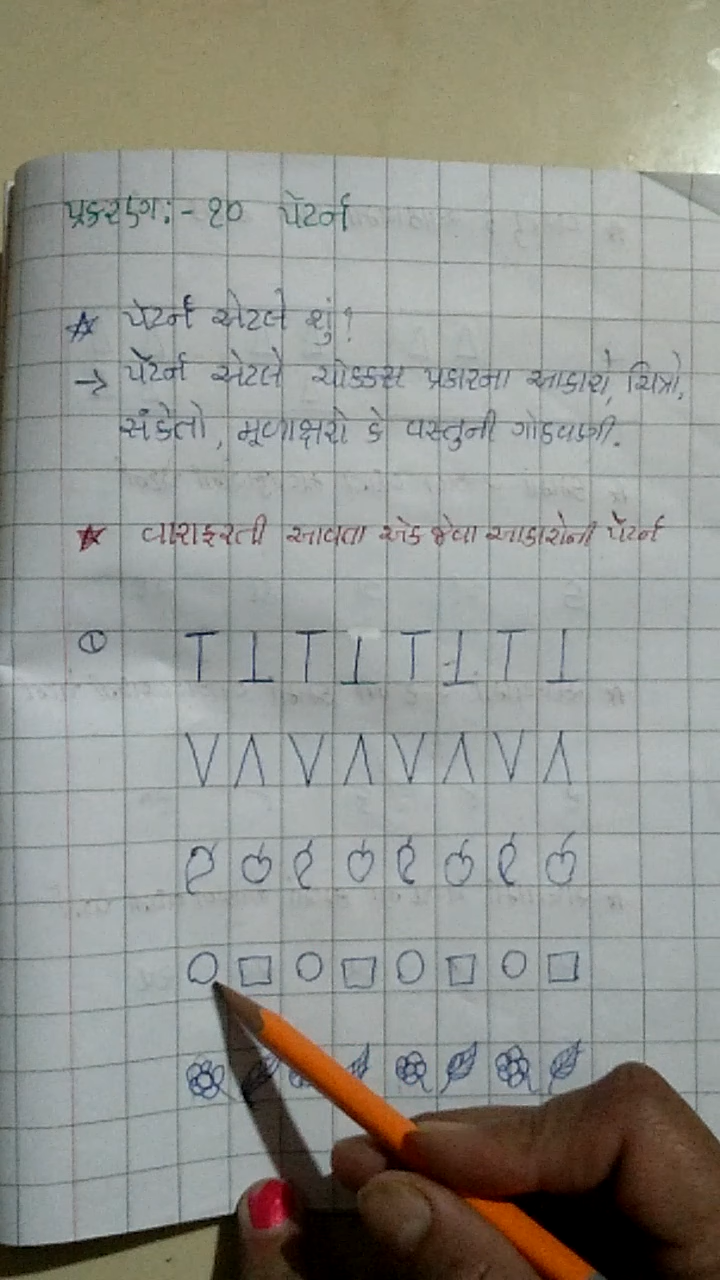 પ્રકરણ:- ૧૦ પૅટર્ન
પૅટર્ન એટલે શું?
→ પૅટર્ન એટલે ચોક્કસ પ્રકારના આકારો, ચિત્રો,
સંકેતો, મૂળાક્ષરો કે વસ્તુની ગોઠવણી.
વારાફરતી આવતા એક જેવા આકારોની પૅટર્ન
①